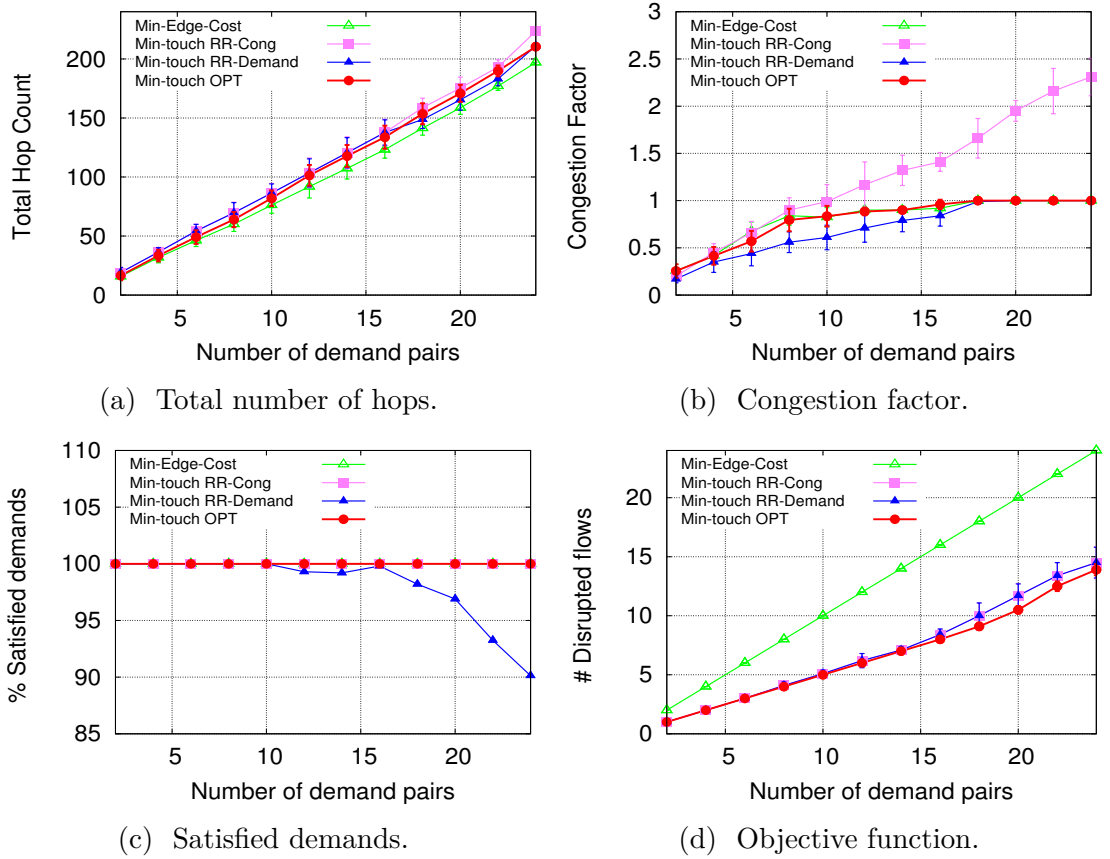 Total Hop Count
200
150
100
50
0
Min-Edge-Cost
Min-touch RR-Cong
Min-touch RR-Demand
Min-touch OPT
5 10 15 20
Number of demand pairs
(a) Total number of hops.
Congestion Factor
3
2.5
2
1.5
1
0.5
0
Min-Edge-Cost
Min-touch RR-Cong
Min-touch RR-Demand
Min-touch OPT
5 10 15 20
Number of demand pairs
(b) Congestion factor.
% Satisfied demands
110
105
100
95
90
85
Min-Edge-Cost
Min-touch RR-Cong
Min-touch RR-Demand
Min-touch OPT
5 10 15 20
Number of demand pairs
(c) Satisfied demands.
# Disrupted flows
20
15
10
5
0
Min-Edge-Cost
Min-touch RR-Cong
Min-touch RR-Demand
Min-touch OPT
5 10 15 20
Number of demand pairs
(d) Objective function.